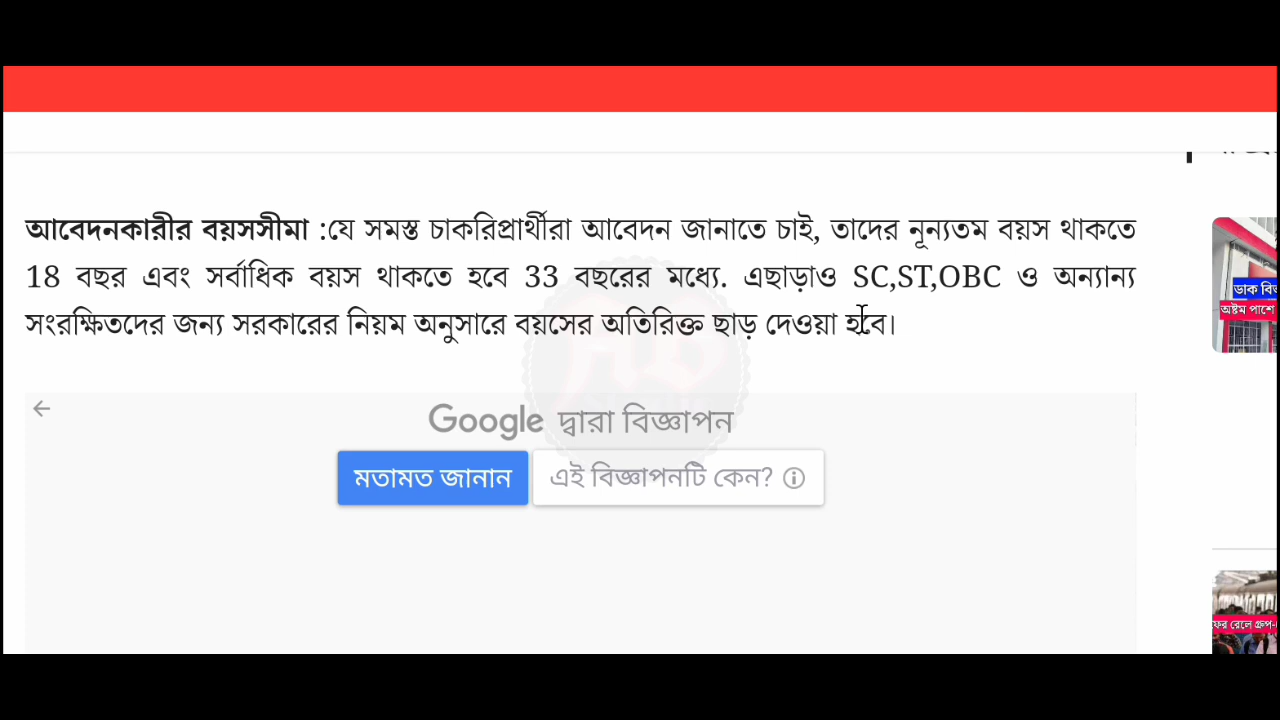 আবেদনকারীর বয়সসীমা :যে সমস্ত চাকরিপ্রার্থীরা আবেদন জানাতে চাই, তাদের নূন্যতম বয়স থাকতে
18 বছর এবং সর্বাধিক বয়স থাকতে হবে 33 বছরের মধ্যে. এছাড়াও SC,ST,OBC ও অন্যান্য
সংরক্ষিতদের জন্য সরকারের নিয়ম অনুসারে বয়সের অতিরিক্ত ছাড় দেওয়া হবে।
ডাক
অষ্টম পাশে
Google দ্বারা বিজ্ঞাপন
মতামত জানান
এই বিজ্ঞাপনটি কেন?
রেলে গ্রুপ-